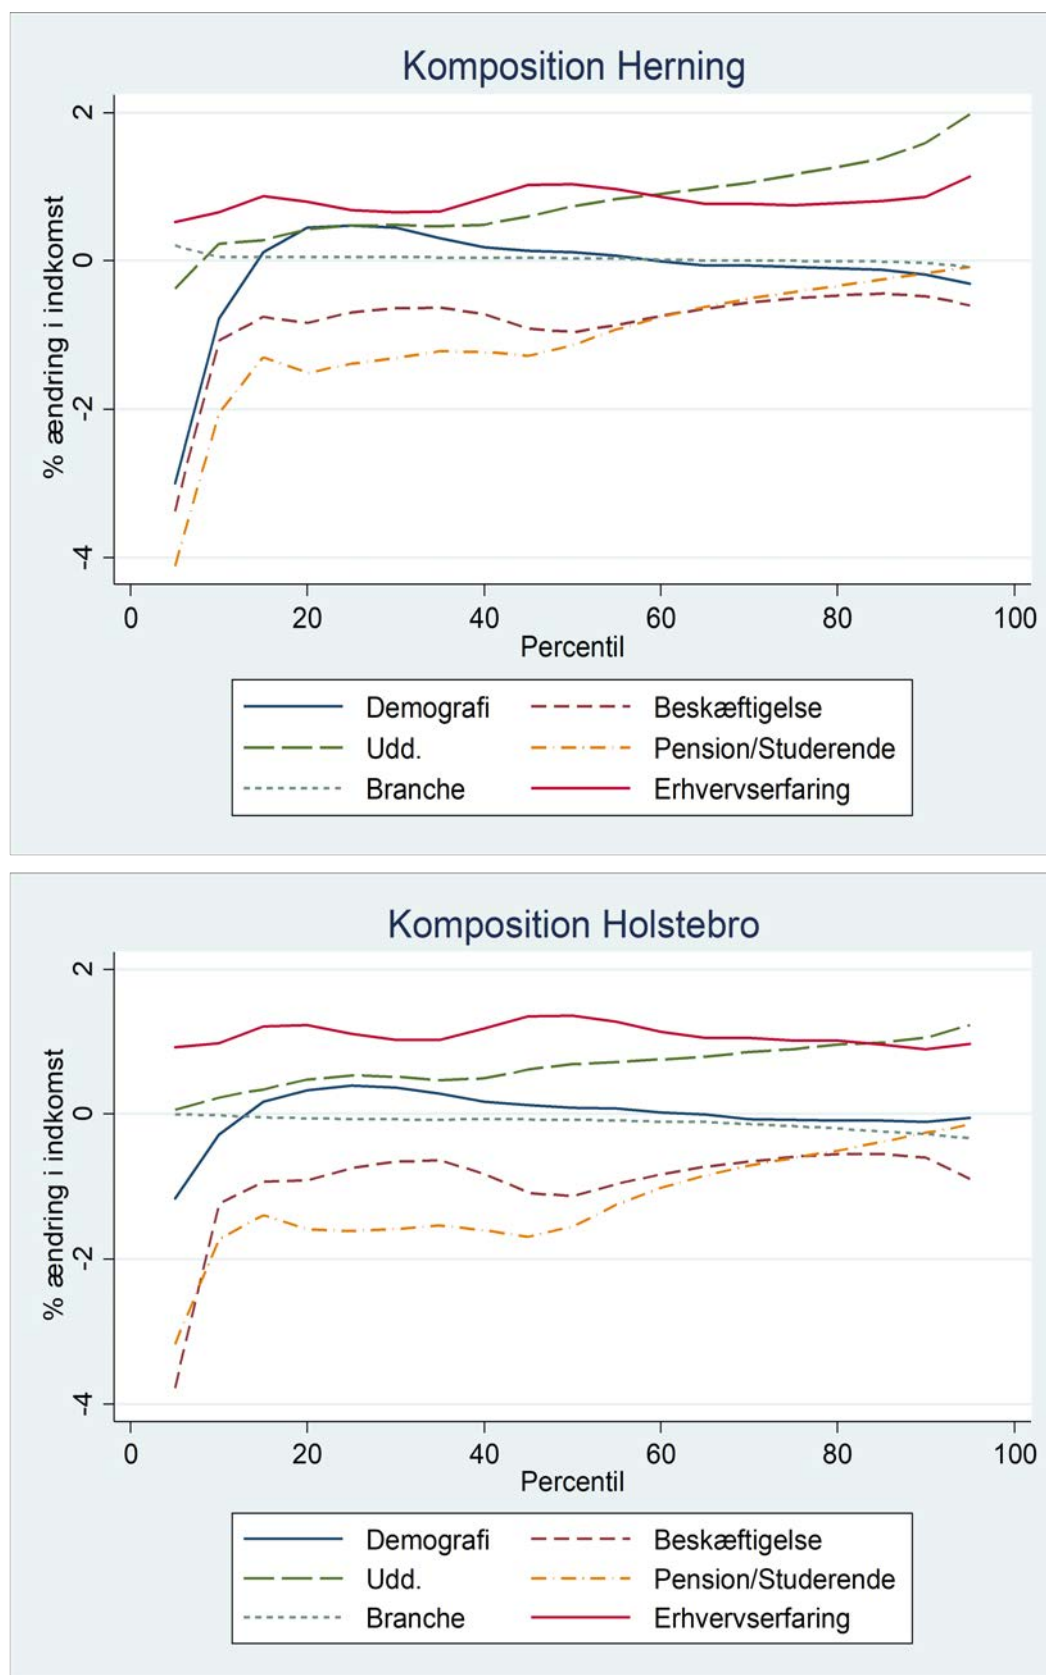 Komposition Herning
% ændring i indkomst
2
0
-2
-4
0 20 40 60 80 100
Percentil
Demografi Beskæftigelse
Udd. Pension/Studerende
Branche Erhvervserfaring
Komposition Holstebro
% ændring i indkomst
2
0
-2
-4
0 20 40 60 80 100
Percentil
Demografi Beskæftigelse
Udd. Pension/Studerende
Branche Erhvervserfaring